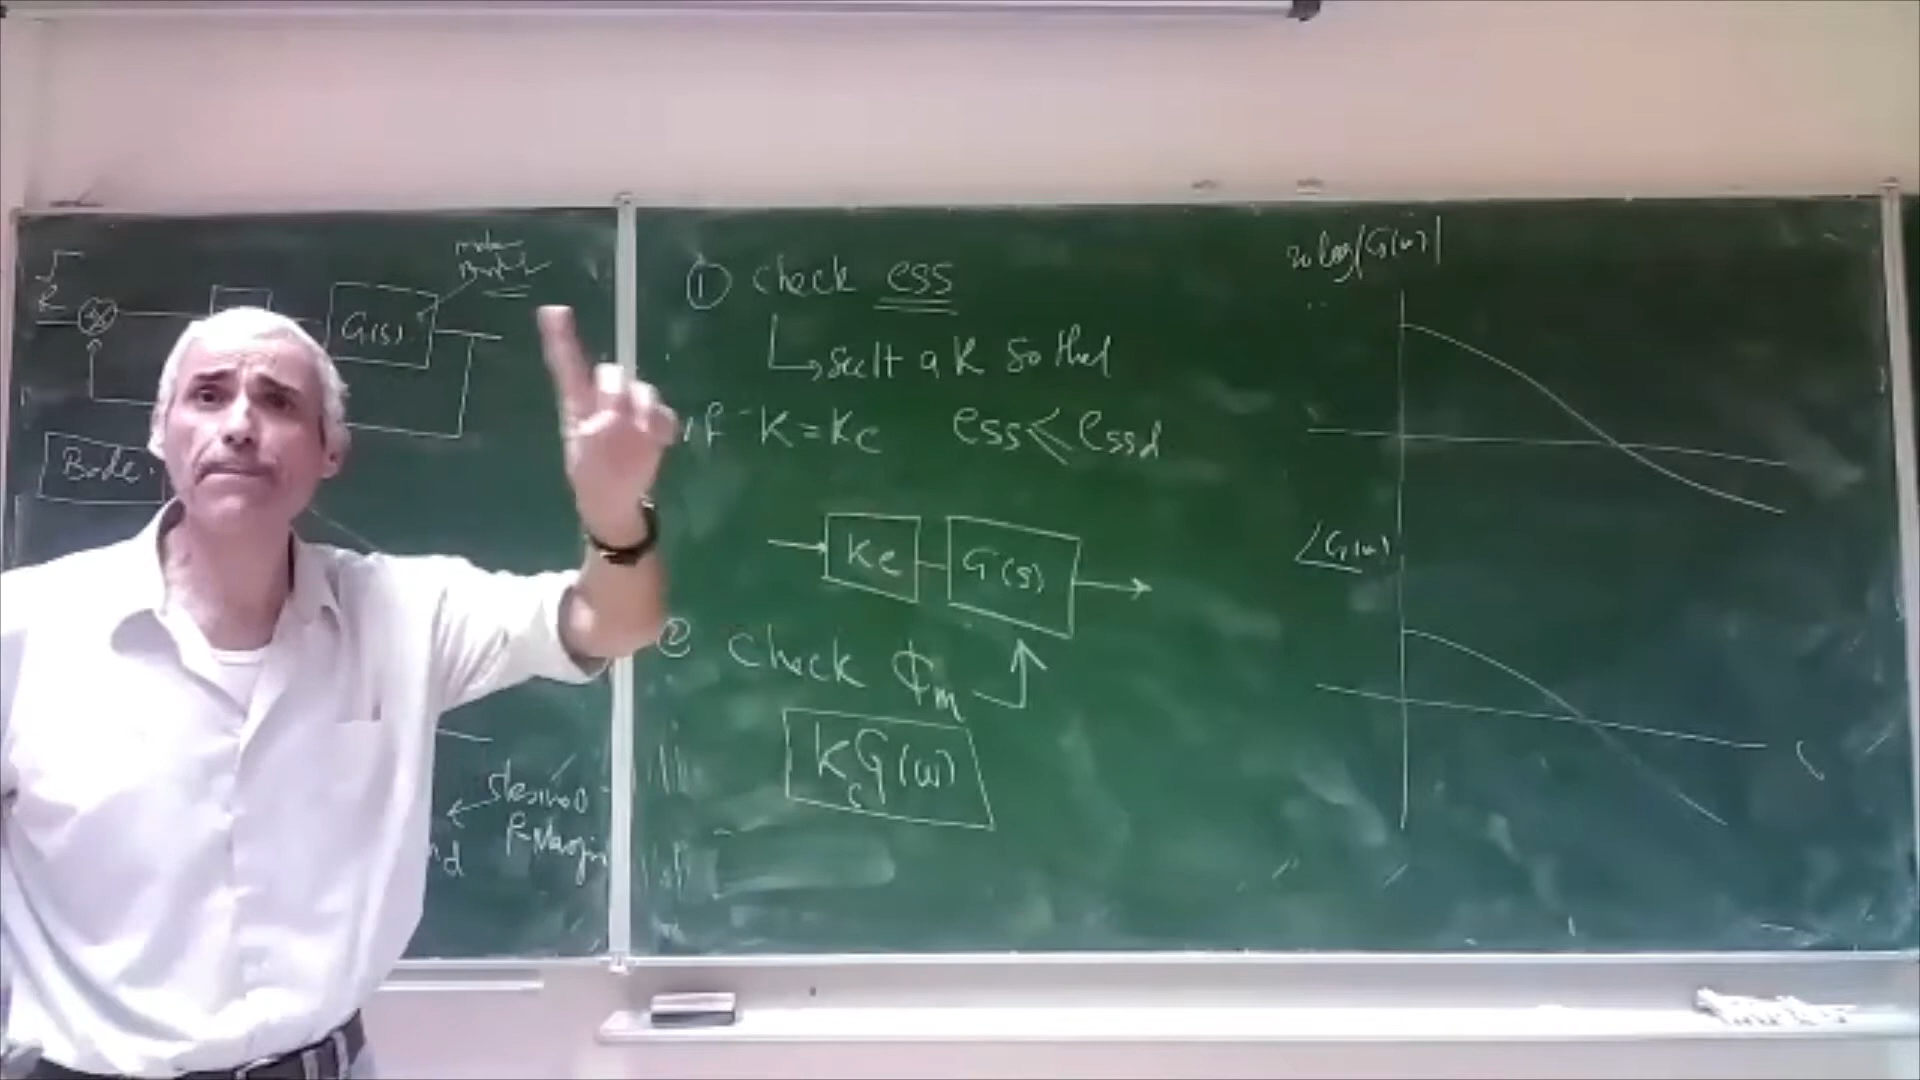 R
G(s)
Bode
desired
P-Margin
① check ess
a K so that
if K=Kc ess < essd
Kc G(s)
② check Φm
KcG(ω)
20 log|G(ω)|
∠G(ω)